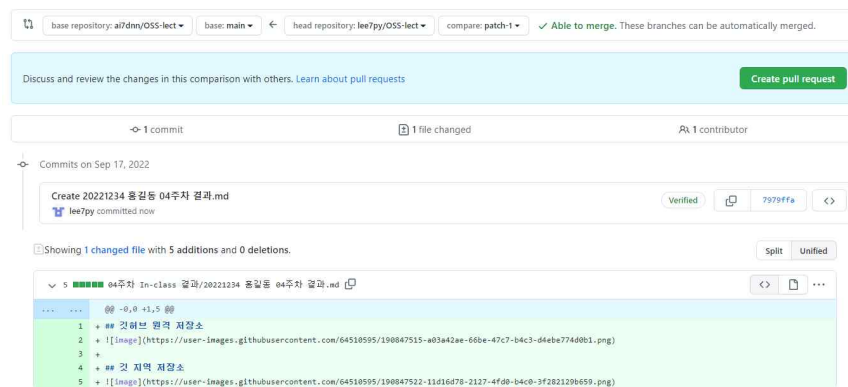 base repository: ai7dnn/OSS-lect base: main ← head repository: lee7py/OSS-lect compare: patch-1 ✓ Able to merge. These branches can be automatically merged.
Discuss and review the changes in this comparison with others. Learn about pull requests Create pull request
1 commit 1 file changed 1 contributor
Commits on Sep 17, 2022
Create 20221234 홍길동 04주차 결과.md
lee7py committed now
Verified 7979ffa <>
Showing 1 changed file with 5 additions and 0 deletions. Split Unified
5 04주차 In-class 결과/20221234 홍길동 04주차 결과.md <> ...
... ... @@ -0,0 +1,5 @@
1 + ## 깃허브 원격 저장소
2 + ![image](https://user-images.githubusercontent.com/64510595/190847515-a03a42ae-66be-47c7-b4c3-d4ebe774d0b1.png)
3 +
4 + ## 깃 지역 저장소
5 + ![image](https://user-images.githubusercontent.com/64510595/190847522-11d16d78-2127-4fd0-b4c0-3f282129b659.png)